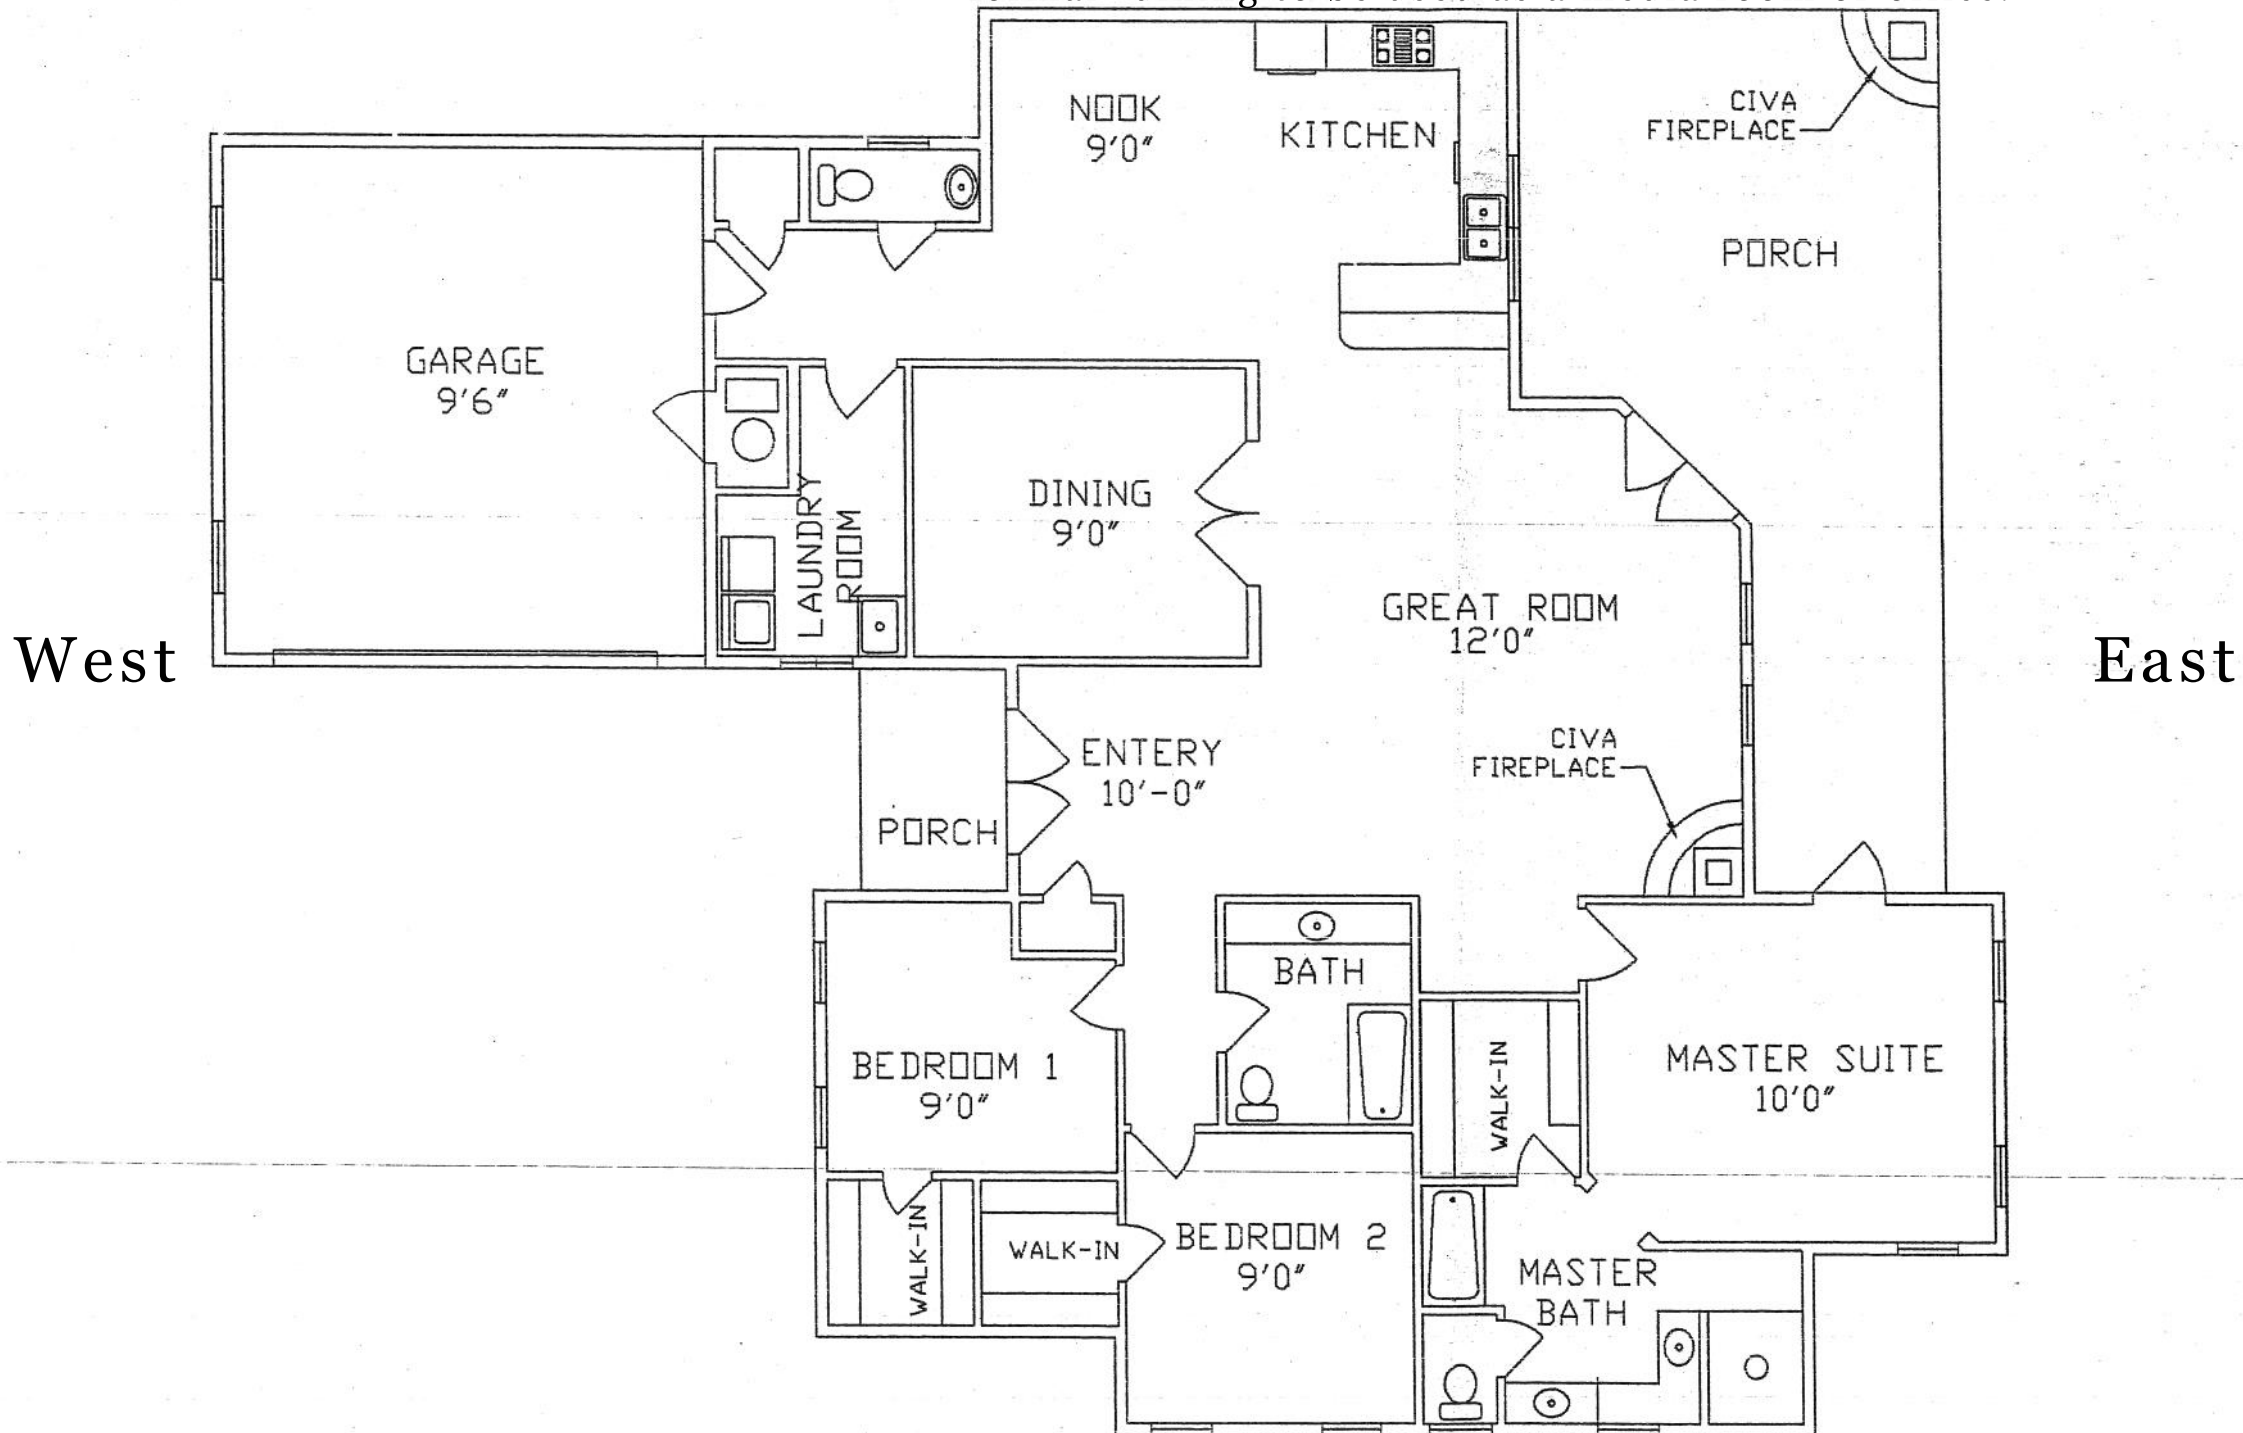 NOOK
9'0"
KITCHEN
CIVA
FIREPLACE
PORCH
GARAGE
9'6"
LAUNDRY
ROOM
DINING
9'0"
GREAT ROOM
12'0"
West
East
CIVA
FIREPLACE
ENTERY
10'-0"
PORCH
BATH
BEDROOM 1
9'0"
WALK-IN
MASTER SUITE
10'0"
WALK-IN
WALK-IN
BEDROOM 2
9'0"
MASTER
BATH